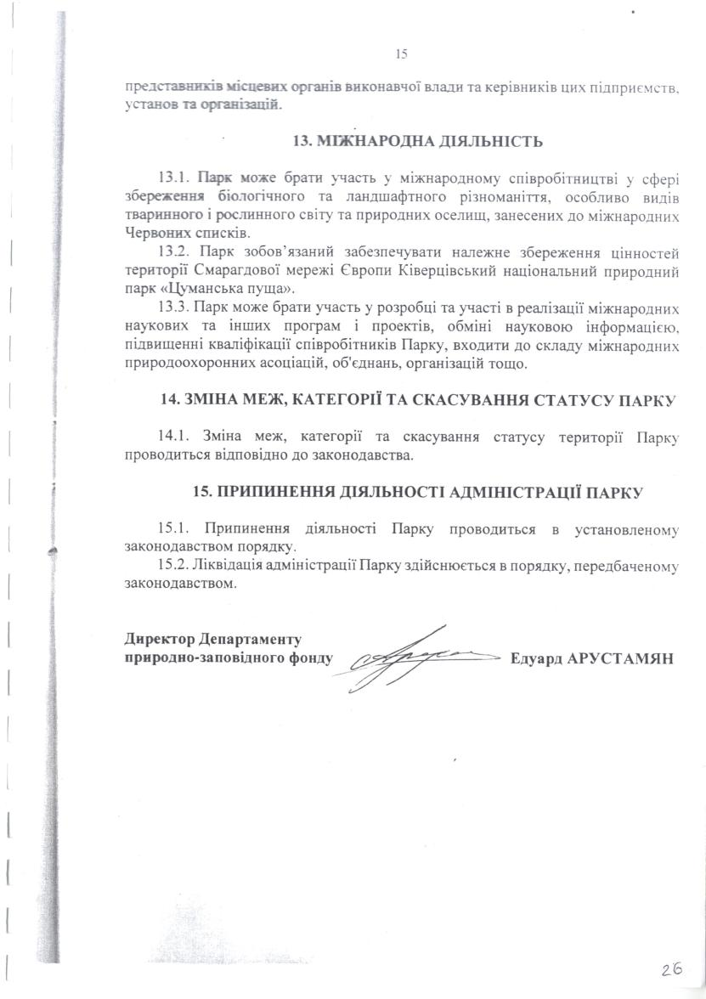 15
представників місцевих органів виконавчої влади та керівників цих підприємств,
установ та організацій.
13. МІЖНАРОДНА ДІЯЛЬНІСТЬ
13.1. Парк може брати участь у міжнародному співробітництві у сфері
збереження біологічного та ландшафтного різноманіття, особливо видів
тваринного і рослинного світу та природних оселищ, занесених до міжнародних
Червоних списків.
13.2. Парк зобов’язаний забезпечувати належне збереження цінностей
території Смарагдової мережі Європи Ківерцівський національний природний
парк «Цуманська пуща».
13.3. Парк може брати участь у розробці та участі в реалізації міжнародних
наукових та інших програм і проектів, обміні науковою інформацією,
підвищенні кваліфікації співробітників Парку, входити до складу міжнародних
природоохоронних асоціацій, об'єднань, організацій тощо.
14. ЗМІНА МЕЖ, КАТЕГОРІЇ ТА СКАСУВАННЯ СТАТУСУ ПАРКУ
14.1. Зміна меж, категорії та скасування статусу території Парку
проводиться відповідно до законодавства.
15. ПРИПИНЕННЯ ДІЯЛЬНОСТІ АДМІНІСТРАЦІЇ ПАРКУ
15.1. Припинення діяльності Парку проводиться в установленому
законодавством порядку.
15.2. Ліквідація адміністрації Парку здійснюється в порядку, передбаченому
законодавством.
Директор Департаменту
природно-заповідного фонду Едуард АРУСТАМЯН
26